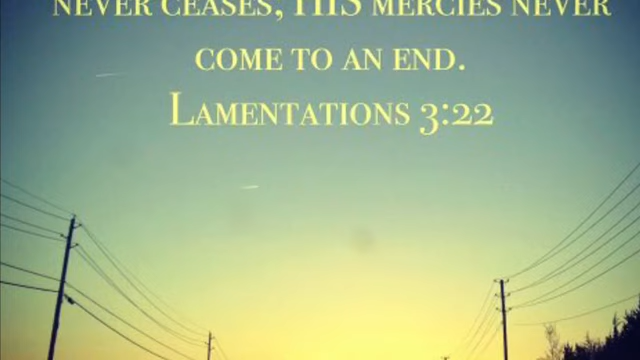 NEVER CEASES, HIS MERCIES NEVER
COME TO AN END.
LAMENTATIONS 3:22